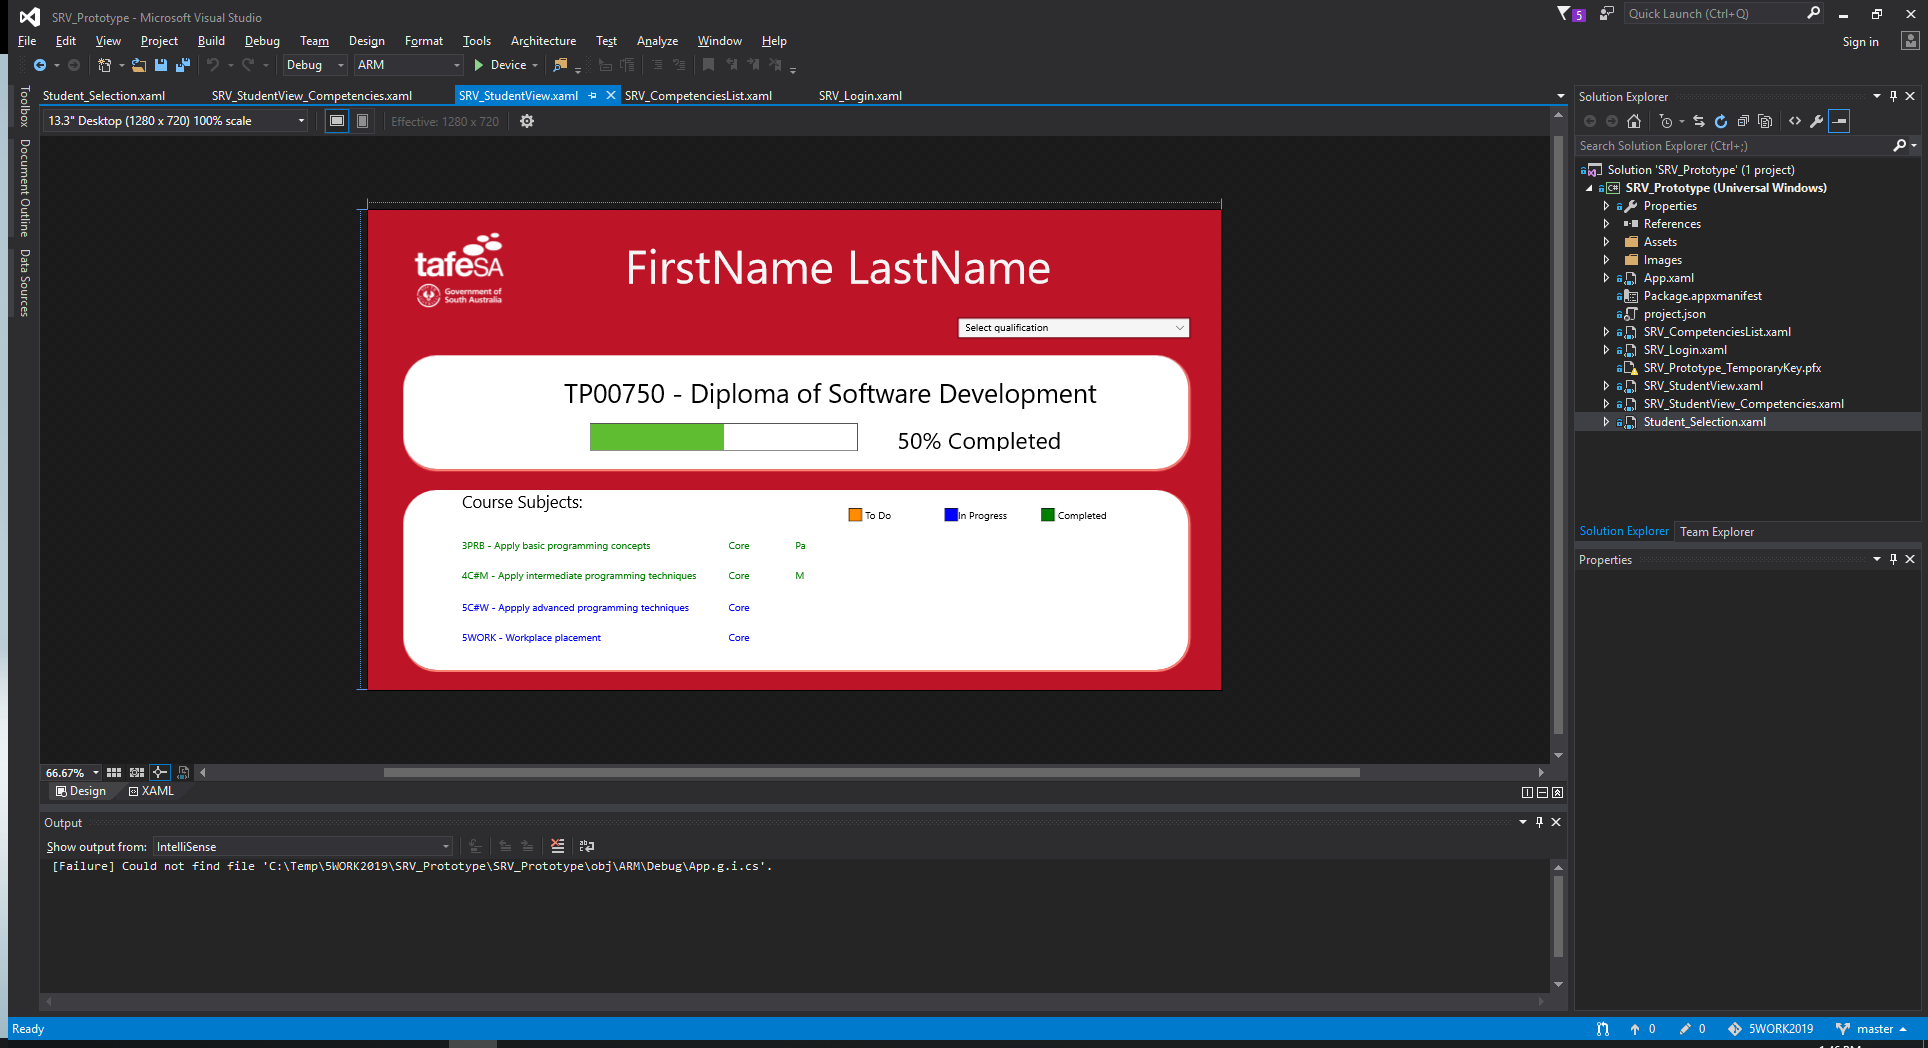 SRV_Prototype - Microsoft Visual Studio
5
Quick Launch (Ctrl+Q)
File Edit View Project Build Debug Team Design Format Tools Architecture Test Analyze Window Help
Sign in
Debug ARM Device
Student_Selection.xaml SRV_StudentView_Competencies.xaml SRV_StudentView.xaml SRV_CompetenciesList.xaml SRV_Login.xaml
13.3" Desktop (1280 x 720) 100% scale
Effective: 1280 x 720
Toolbox
Document Outline
Data Sources
tafeSA
Government of
South Australia
FirstName LastName
Select qualification
TP00750 - Diploma of Software Development
50% Completed
Course Subjects:
To Do In Progress Completed
3PRB - Apply basic programming concepts Core Pa
4C#M - Apply intermediate programming techniques Core M
5C#W - Appply advanced programming techniques Core
5WORK - Workplace placement Core
66.67%
Design XAML
Output
Show output from: IntelliSense
[Failure] Could not find file 'C:\Temp\5WORK2019\SRV_Prototype\SRV_Prototype\obj\ARM\Debug\App.g.i.cs'.
Solution Explorer
Search Solution Explorer (Ctrl+;)
Solution 'SRV_Prototype' (1 project)
C# SRV_Prototype (Universal Windows)
Properties
References
Assets
Images
App.xaml
Package.appxmanifest
project.json
SRV_CompetenciesList.xaml
SRV_Login.xaml
SRV_Prototype_TemporaryKey.pfx
SRV_StudentView.xaml
SRV_StudentView_Competencies.xaml
Student_Selection.xaml
Solution Explorer Team Explorer
Properties
Ready
0 0 5WORK2019 master